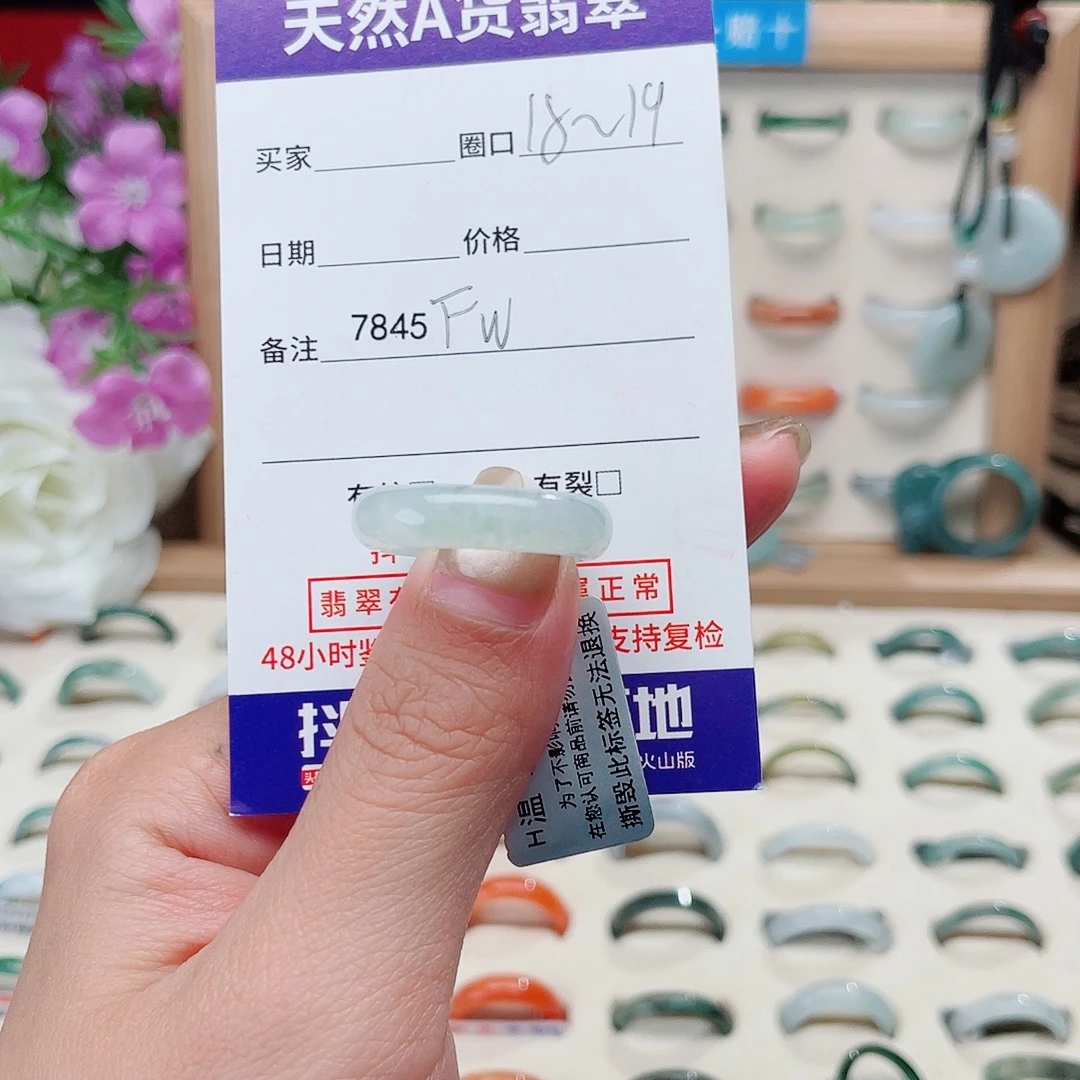 天然A货翡翠
买家 圈口 18~19
日期 价格
备注 7845 FW
有裂□
翡翠 正常
48小时鉴 支持复检
抖 地
火山版
H温
为了不影响
在您认可商品前请勿
撕毁此标签无法退换